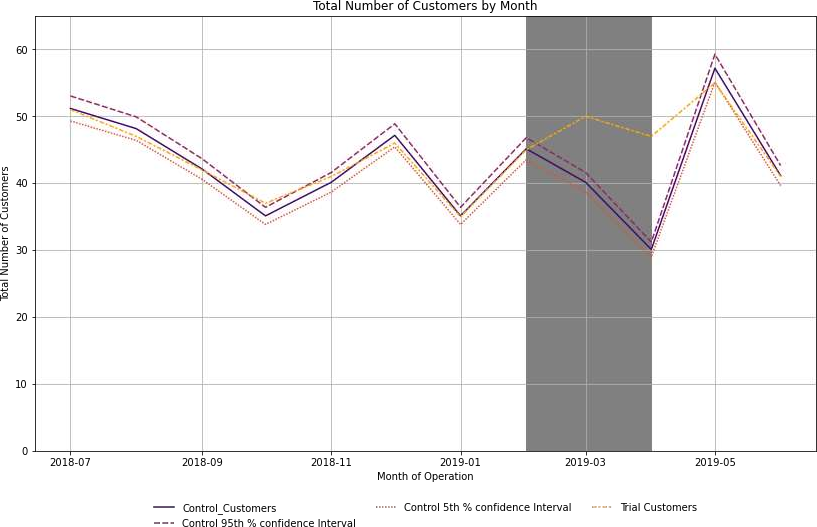 Total Number of Customers by Month
60
50
40
30
20
10
0
Total Number of Customers
2018-07 2018-09 2018-11 2019-01 2019-03 2019-05
Month of Operation
Control_Customers Control 5th % confidence Interval Trial Customers
Control 95th % confidence Interval